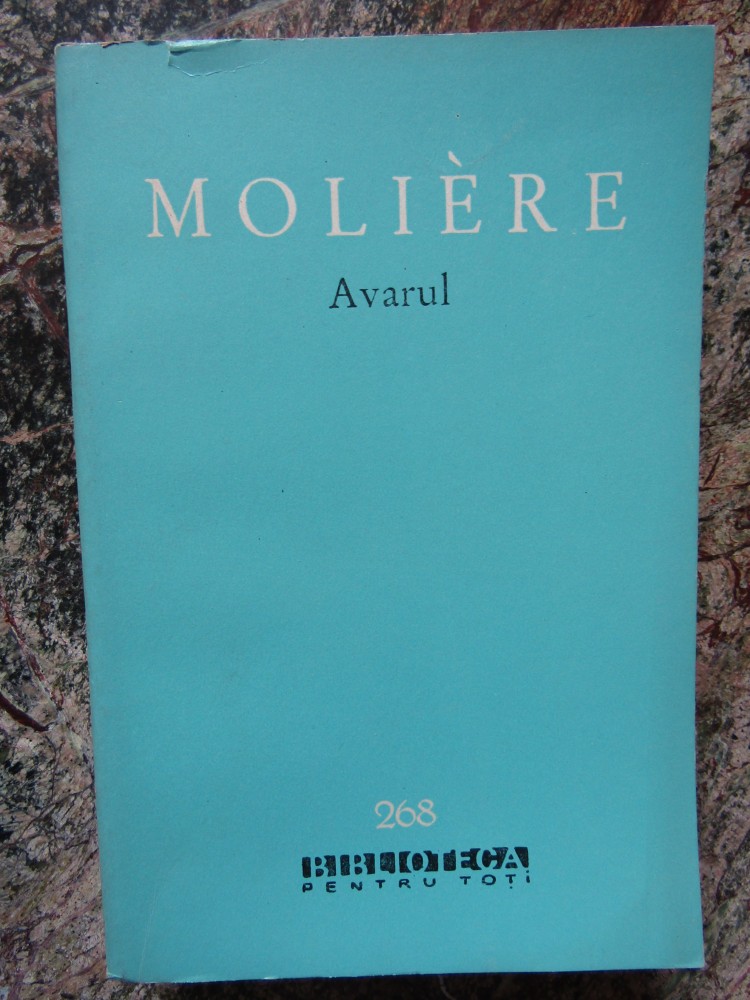 MOLIÈRE
Avarul
268
BIBLIOTECA
PENTRU TOȚI